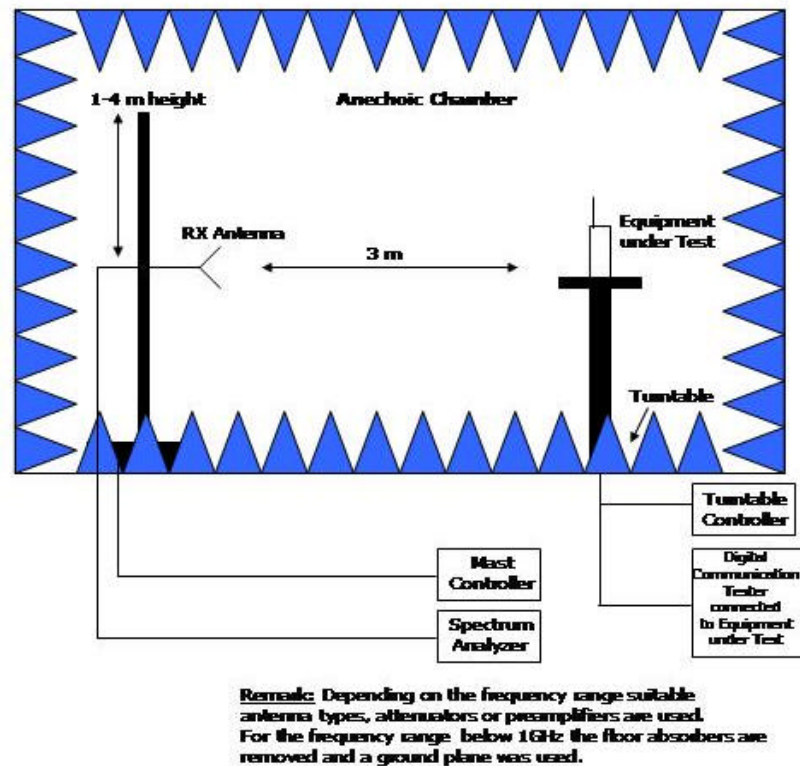 1-4 m height
Anechoic Chamber
RX Antenna
Equipment
under Test
3 m
Turntable
Turntable
Controller
Mast
Controller
Digital
Communication
Tester
connected
to Equipment
under Test
Spectrum
Analyzer
Remark: Depending on the frequency range suitable
antenna types, attenuators or preamplifiers are used.
For the frequency range below 1GHz the floor absorbers are
removed and a ground plane was used.